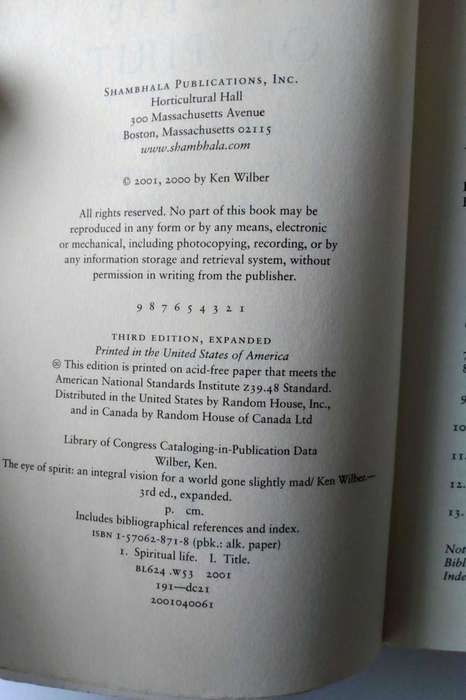 SHAMBHALA PUBLICATIONS, INC.
Horticultural Hall
300 Massachusetts Avenue
Boston, Massachusetts 02115
www.shambhala.com
© 2001, 2000 by Ken Wilber
All rights reserved. No part of this book may be
reproduced in any form or by any means, electronic
or mechanical, including photocopying, recording, or by
any information storage and retrieval system, without
permission in writing from the publisher.
9 8 7 6 5 4 3 2 1
THIRD EDITION, EXPANDED
Printed in the United States of America
♾ This edition is printed on acid-free paper that meets the
American National Standards Institute Z39.48 Standard.
Distributed in the United States by Random House, Inc.,
and in Canada by Random House of Canada Ltd
Library of Congress Cataloging-in-Publication Data
Wilber, Ken.
The eye of spirit: an integral vision for a world gone slightly mad/ Ken Wilber.—
3rd ed., expanded.
p. cm.
Includes bibliographical references and index.
ISBN 1-57062-871-8 (pbk.: alk. paper)
1. Spiritual life. I. Title.
BL624 .W53 2001
191—dc21
2001040061
9
10
11.
12.
13.
Not
Bibl
Inde